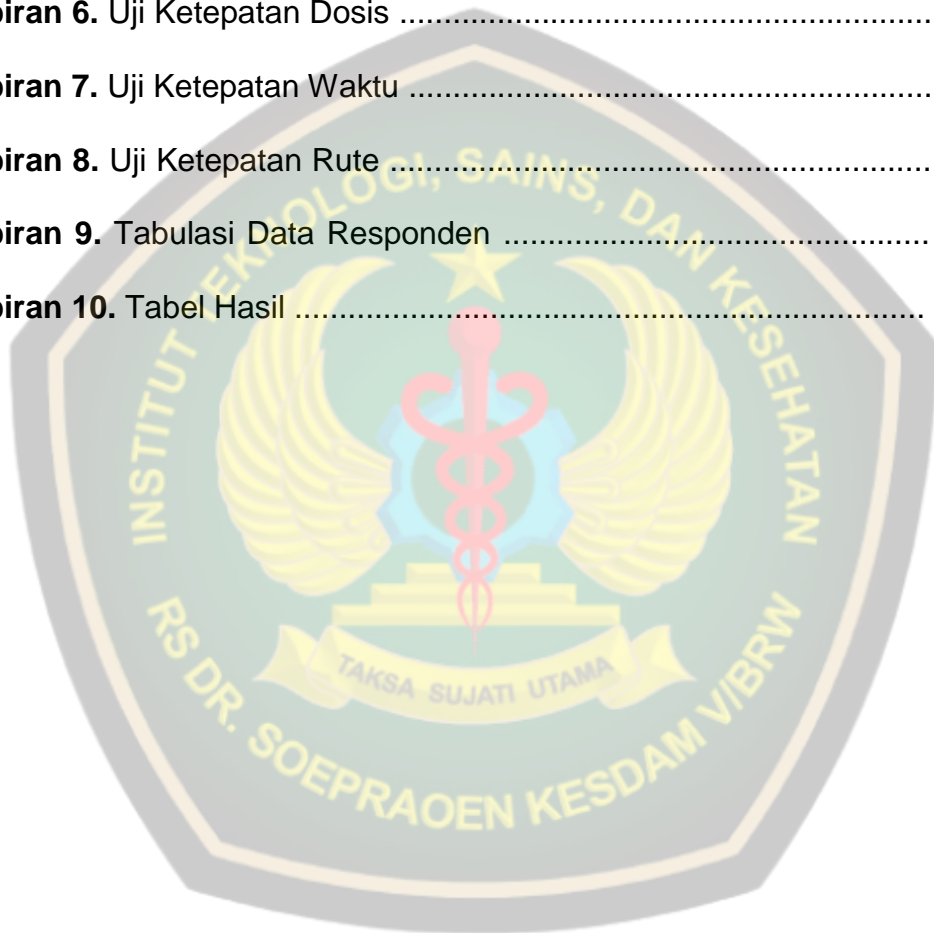 piran 6. Uji Ketepatan Dosis ............................................................
piran 7. Uji Ketepatan Waktu ..........................................................
piran 8. Uji Ketepatan Rute ............................................................
piran 9. Tabulasi Data Responden ...............................................
piran 10. Tabel Hasil ......................................................................
INSTITUT TEKNOLOGI, SAINS, DAN KESEHATAN
TAKSA SUJATI UTAMA
RS DR. SOEPRAOEN KESDAM V/BRW